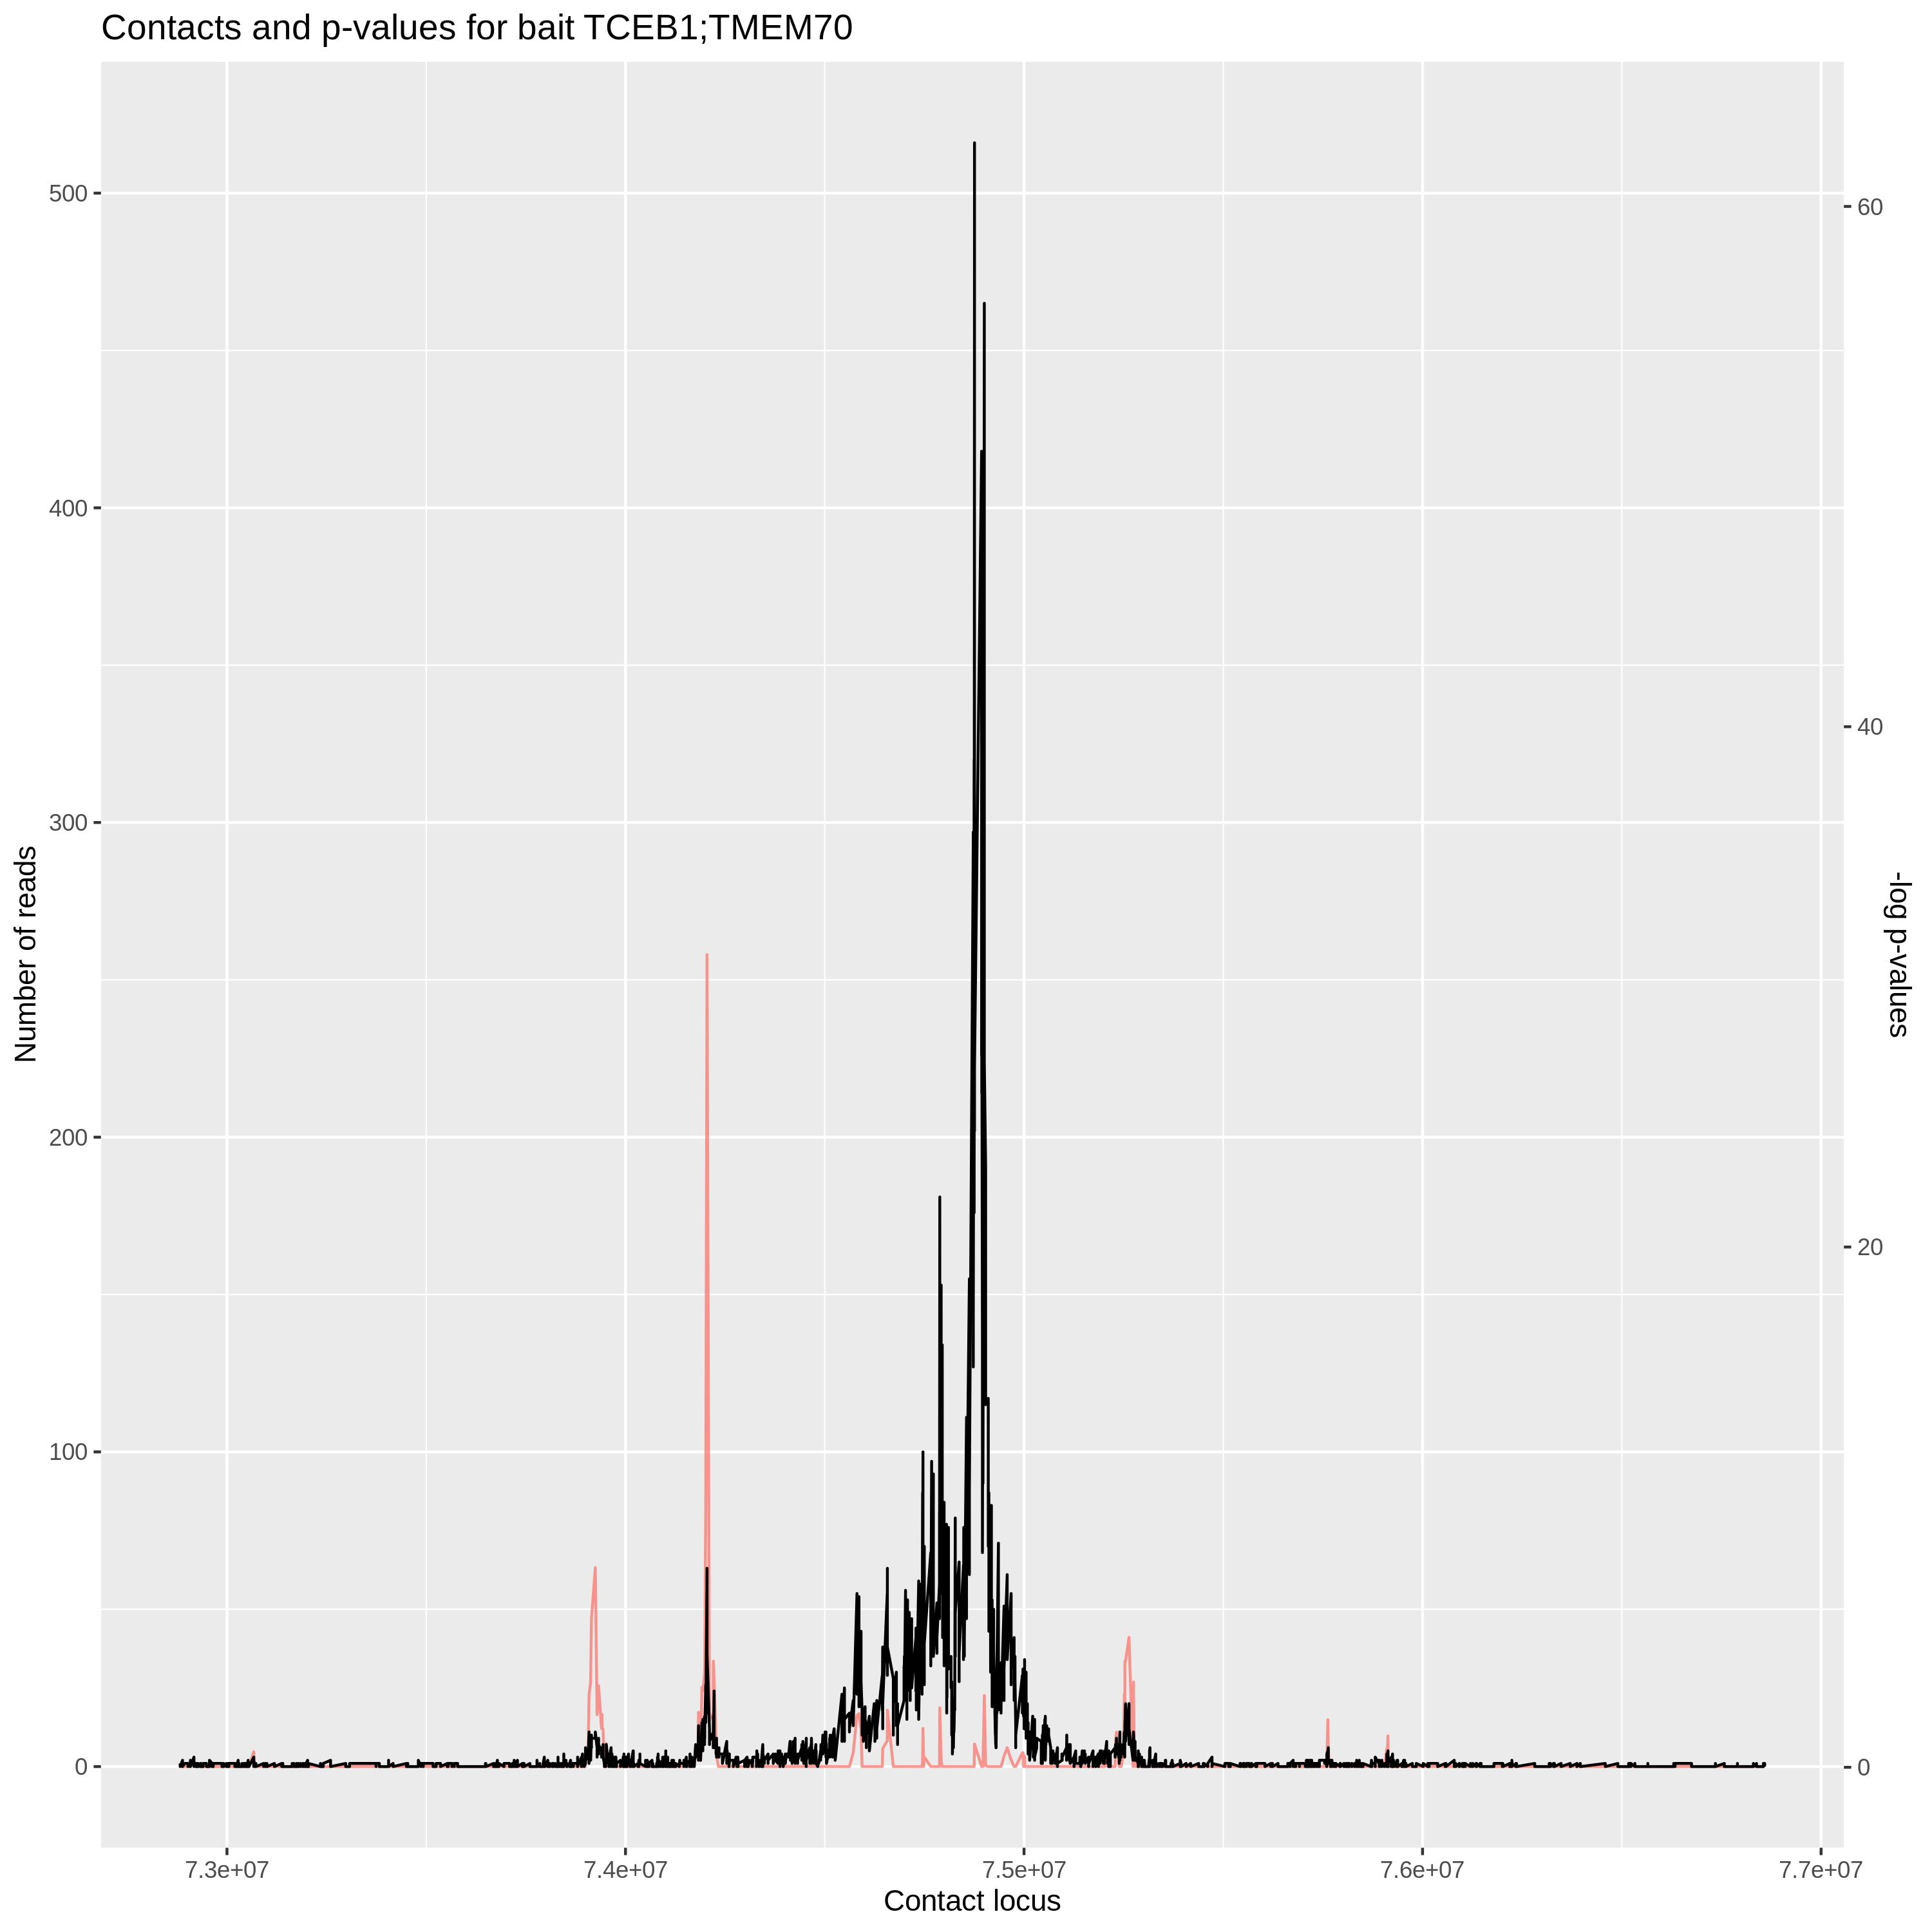 Contacts and p-values for bait TCEB1;TMEM70
500
400
300
200
100
0
Number of reads
60
40
20
0
-log p-values
7.3e+07
7.4e+07
7.5e+07
7.6e+07
7.7e+07
Contact locus